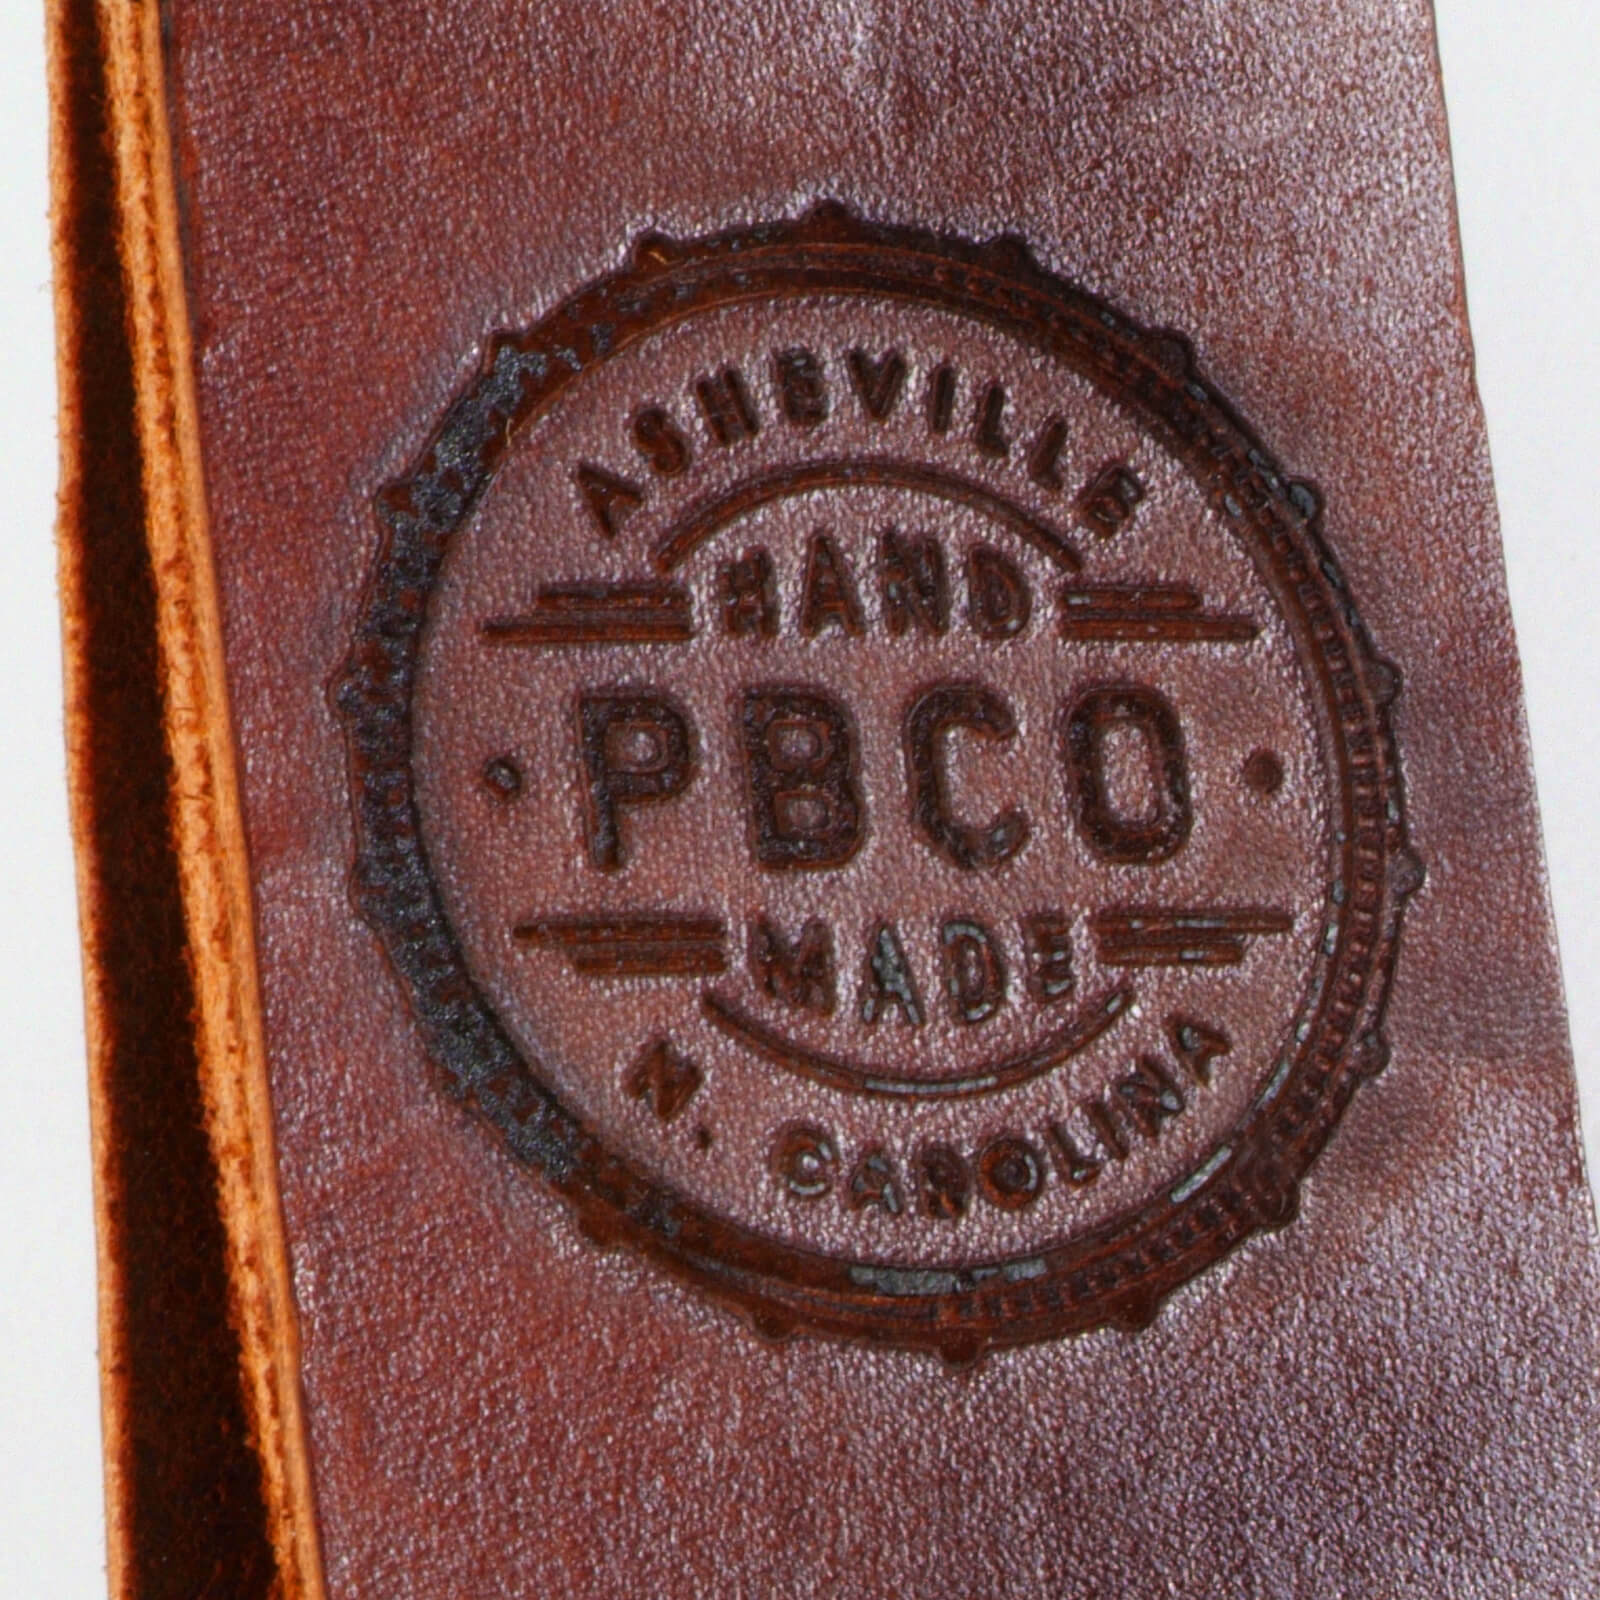 ASHEVILLE
HAND
PBCO
MADE
N. CAROLINA